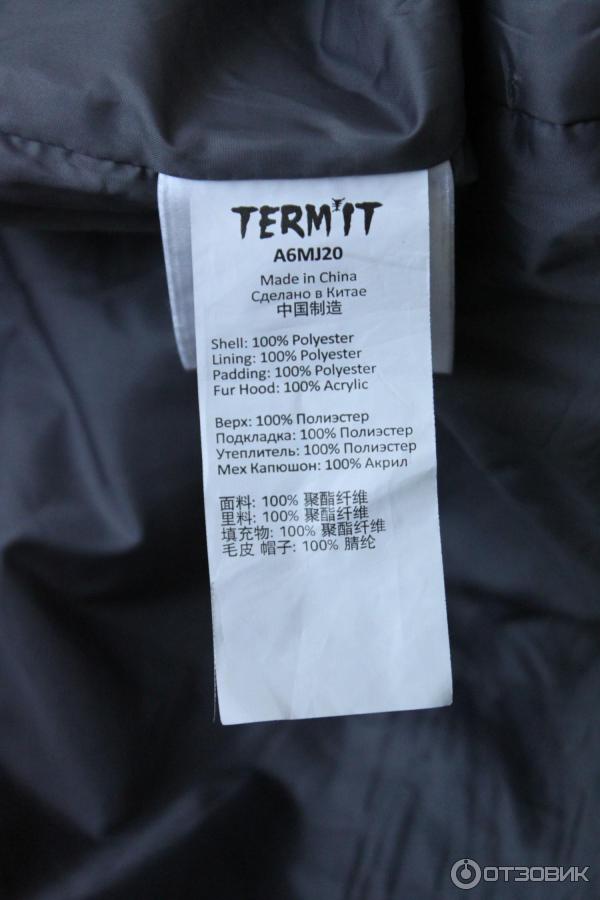 TERMIT
A6MJ20
Made in China
Сделано в Китае
中国制造
Shell: 100% Polyester
Lining: 100% Polyester
Padding: 100% Polyester
Fur Hood: 100% Acrylic
Верх: 100% Полиэстер
Подкладка: 100% Полиэстер
Утеплитель: 100% Полиэстер
Мех Капюшон: 100% Акрил
面料: 100% 聚酯纤维
里料: 100% 聚酯纤维
填充物: 100% 聚酯纤维
毛皮 帽子: 100% 腈纶
ОТЗОВИК